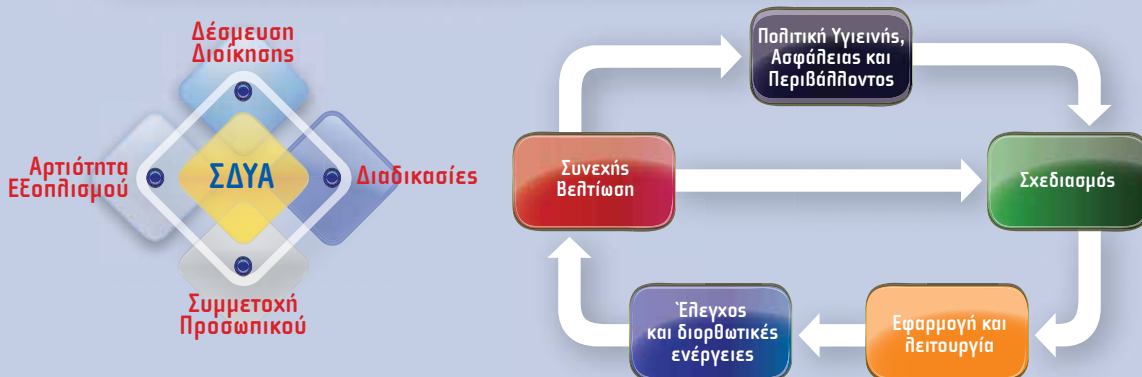 Δέσμευση
Διοίκησης
Αρτιότητα
Εξοπλισμού
ΣΔΥΑ
Διαδικασίες
Συμμετοχή
Προσωπικού
Πολιτική Υγιεινής,
Ασφάλειας και
Περιβάλλοντος
Συνεχής
Βελτίωση
Σχεδιασμός
Έλεγχος
και διορθωτικές
ενέργειες
Εφαρμογή και
λειτουργία